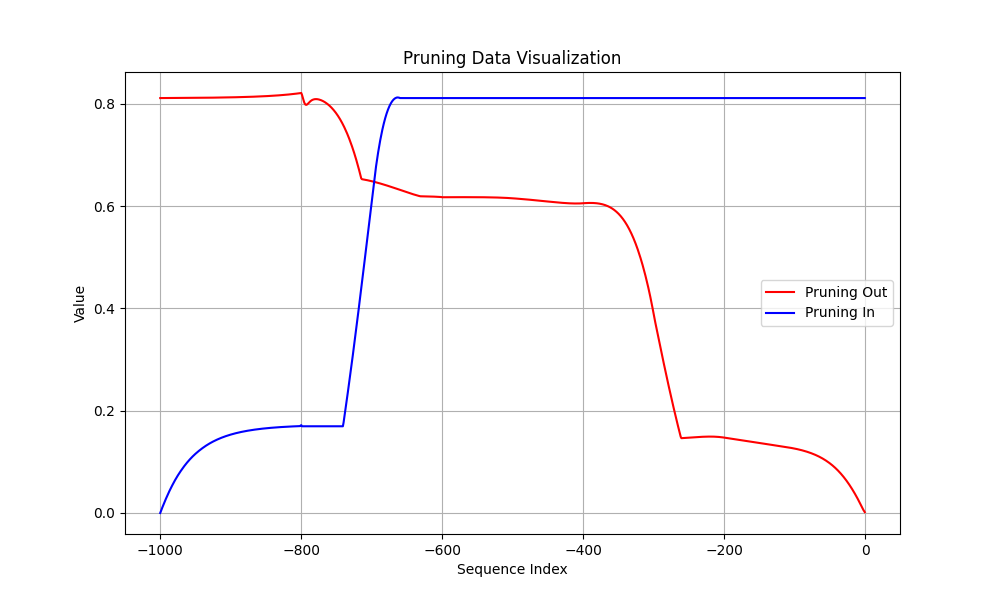 Pruning Data Visualization
Value
0.8
0.6
0.4
0.2
0.0
Pruning Out
Pruning In
−1000 −800 −600 −400 −200 0
Sequence Index